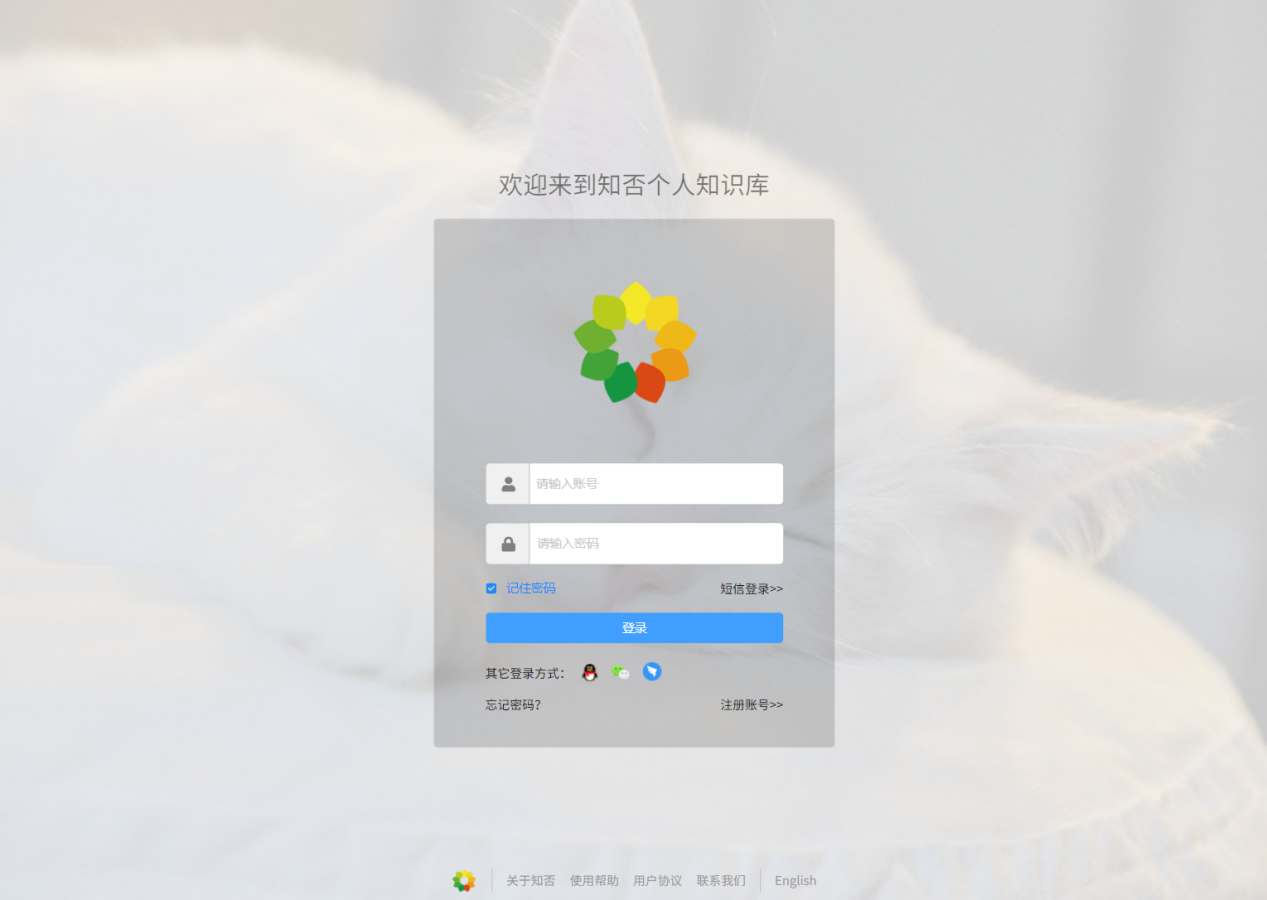 欢迎来到知否个人知识库
请输入账号
请输入密码
记住密码 短信登录>>
登录
其它登录方式：
忘记密码? 注册账号>>
关于知否 使用帮助 用户协议 联系我们 English